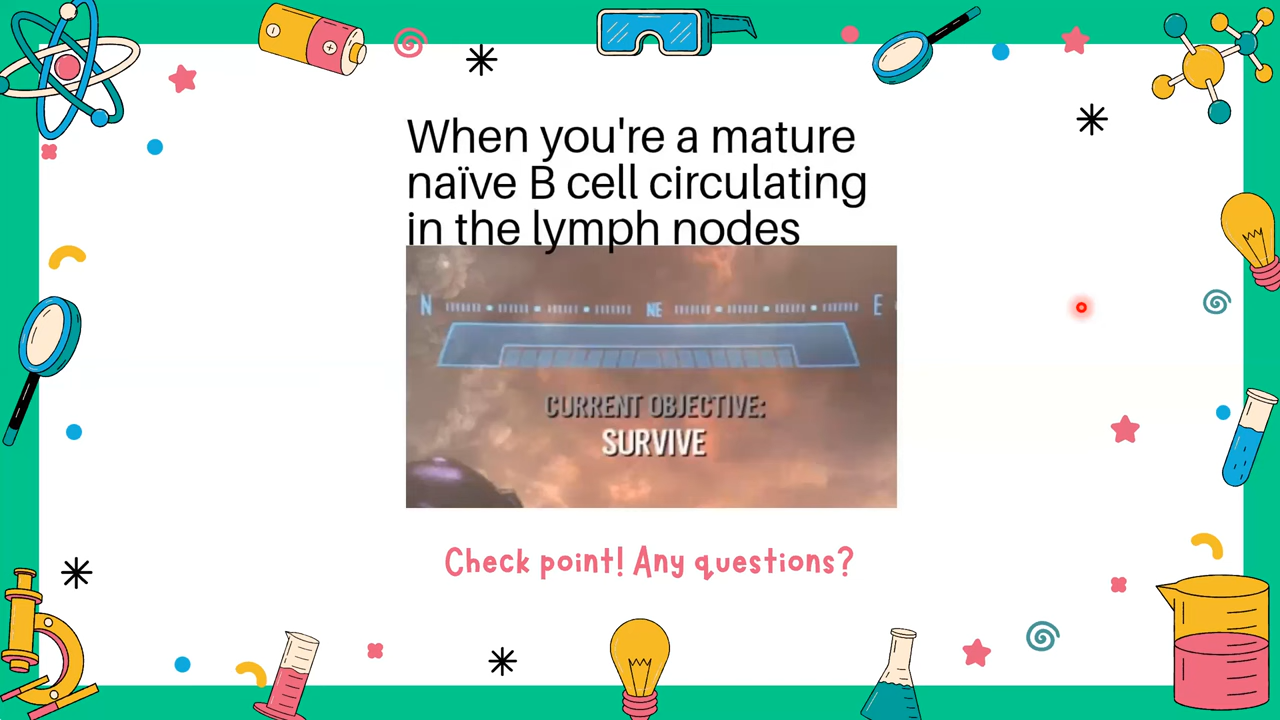 When you're a mature
naïve B cell circulating
in the lymph nodes
N NE E
CURRENT OBJECTIVE:
SURVIVE
Check point! Any questions?